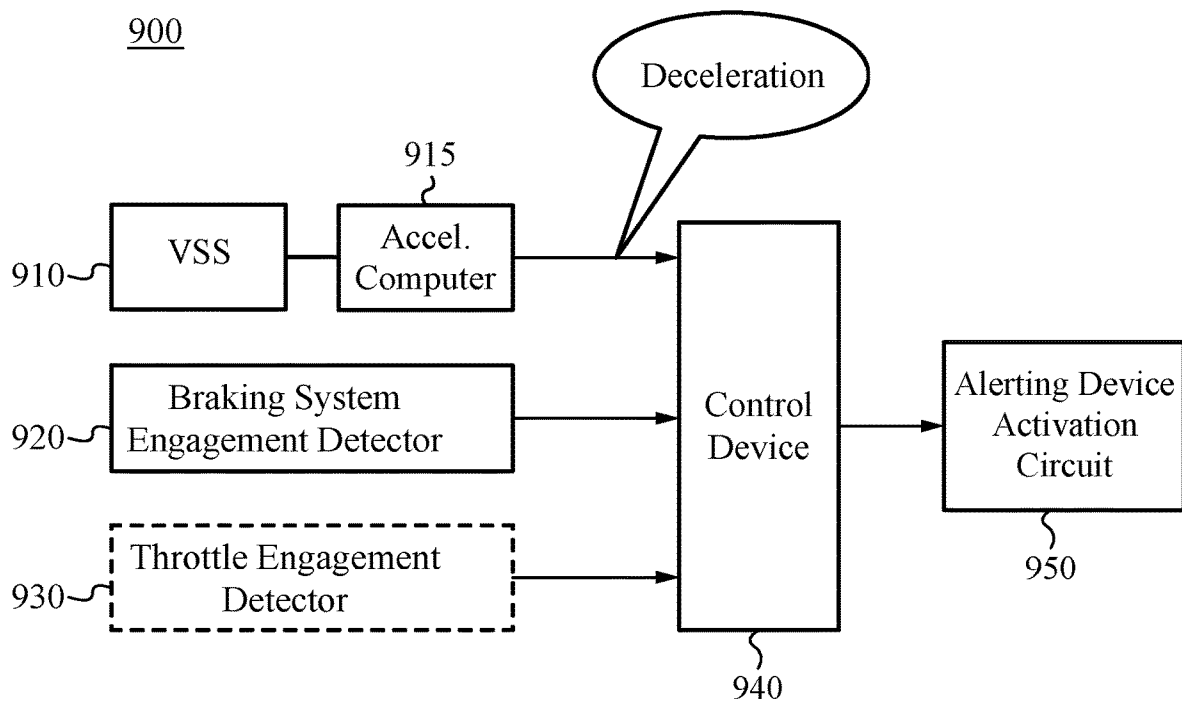 900
Deceleration
915
VSS
Accel.
Computer
910
Braking System
Engagement Detector
920
Control
Device
Alerting Device
Activation
Circuit
Throttle Engagement
Detector
930
950
940